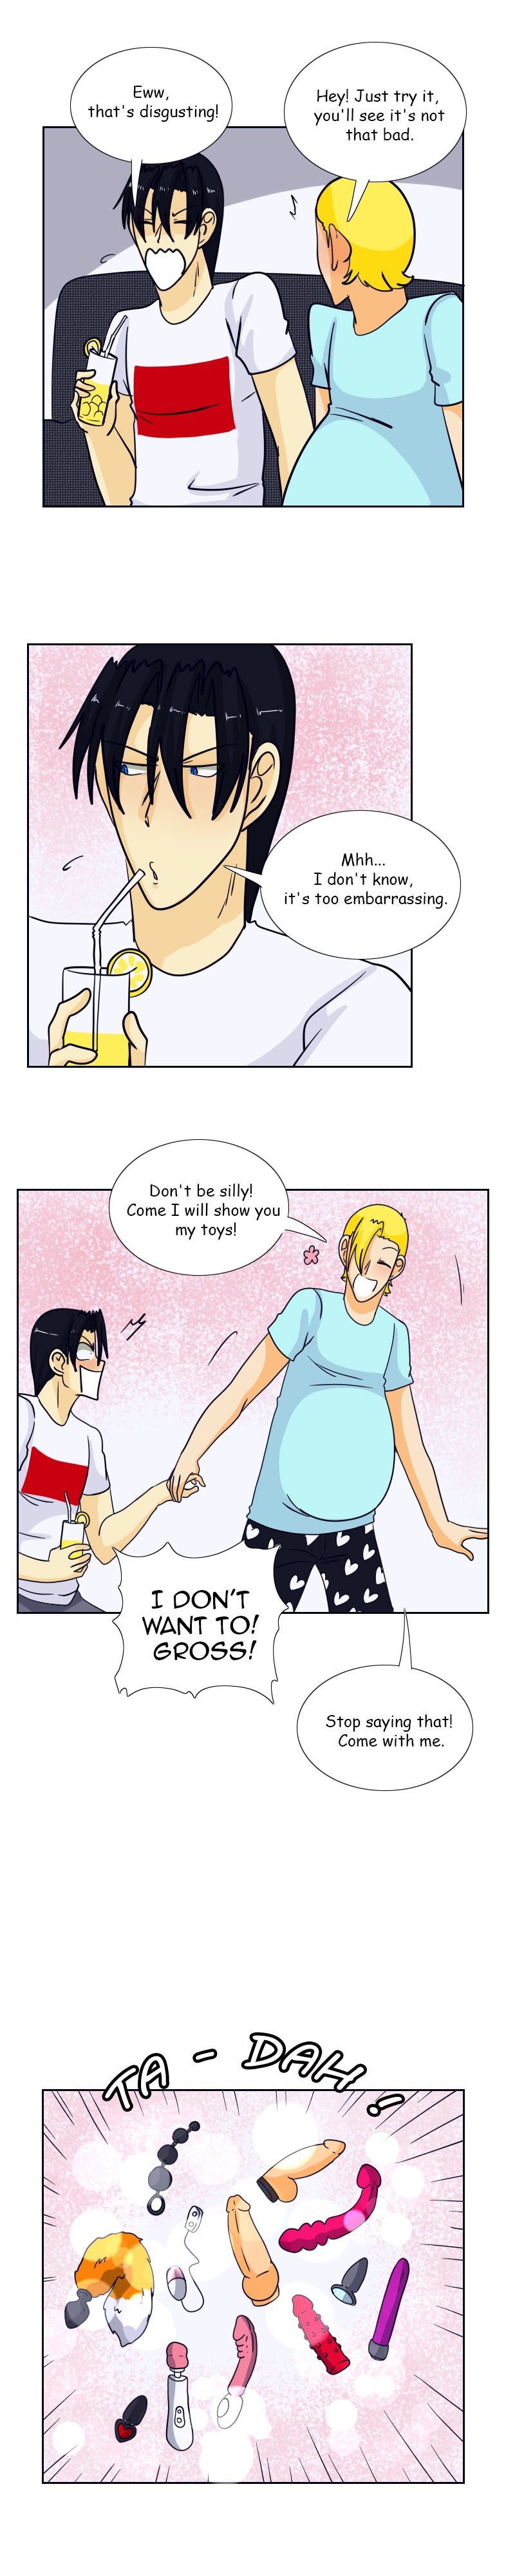 Eww,
that's disgusting!
Hey! Just try it,
you'll see it's not
that bad.
Mhh...
I don't know,
it's too embarrassing.
Don't be silly!
Come I will show you
my toys!
I DON'T
WANT TO!
GROSS!
Stop saying that!
Come with me.
TA - DAH!